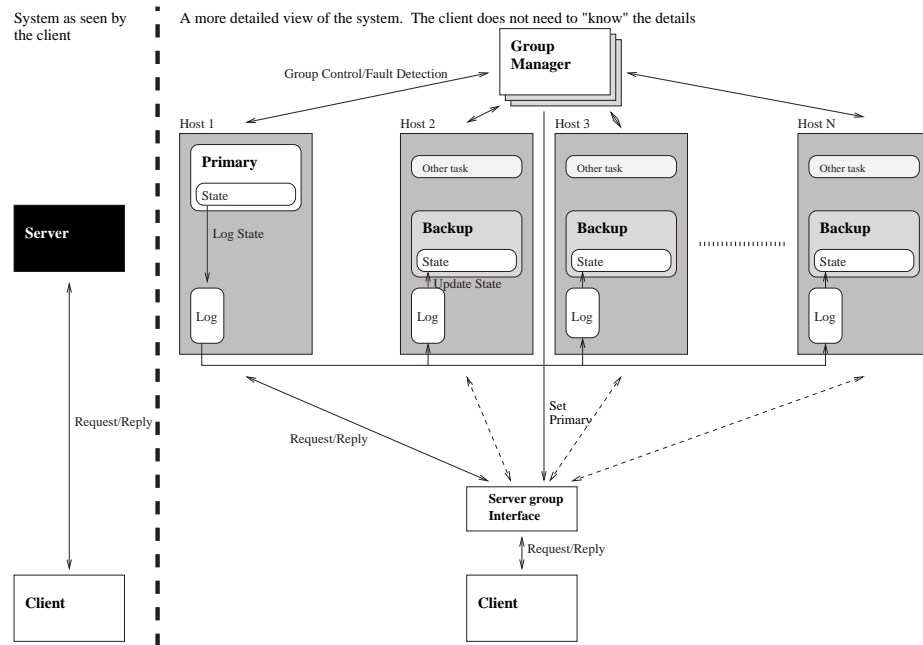 System as seen by
the client
A more detailed view of the system.  The client does not need to "know" the details
Group
Manager
Group Control/Fault Detection
Host 1
Host 2
Host 3
Host N
Primary
State
Log State
Log
Other task
Backup
State
Update State
Log
Other task
Backup
State
Log
Other task
Backup
State
Log
Server
Request/Reply
Client
Request/Reply
Set
Primary
Server group
Interface
Request/Reply
Client